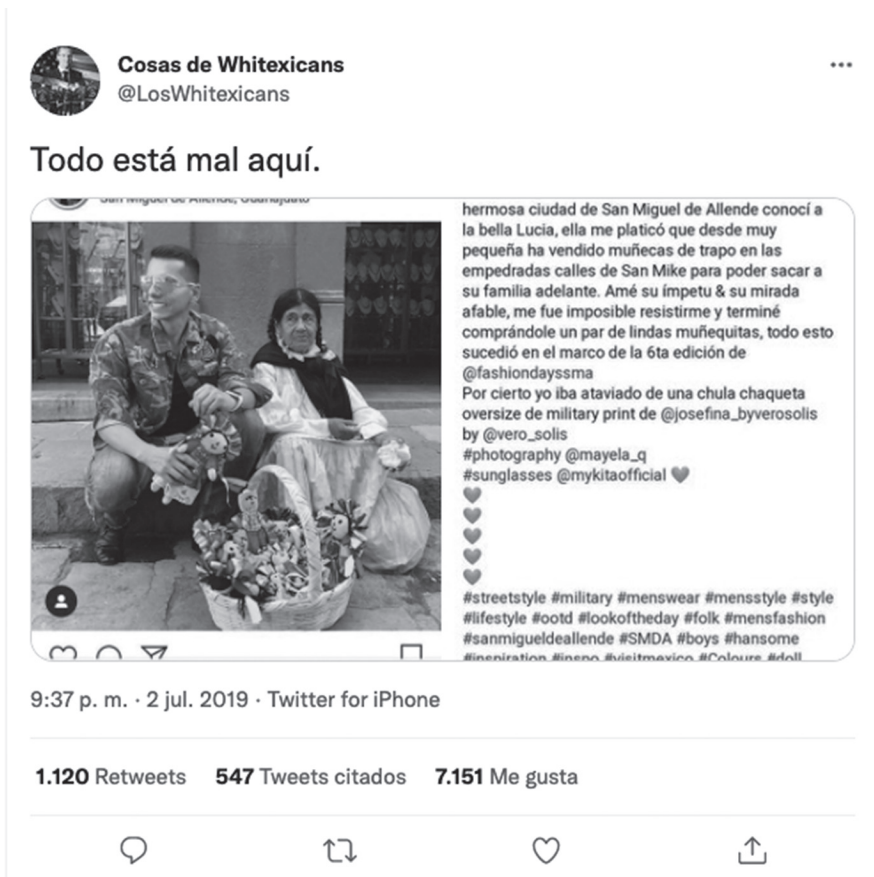 Cosas de Whitexicans
@LosWhitexicans
Todo está mal aquí.
San Miguel de Allende, Guanajuato
hermosa ciudad de San Miguel de Allende conocí a
la bella Lucia, ella me platicó que desde muy
pequeña ha vendido muñecas de trapo en las
empedradas calles de San Mike para poder sacar a
su familia adelante. Amé su ímpetu & su mirada
afable, me fue imposible resistirme y terminé
comprándole un par de lindas muñequitas, todo esto
sucedió en el marco de la 6ta edición de
@fashiondayssma
Por cierto yo iba ataviado de una chula chaqueta
oversize de military print de @josefina_byverosolis
by @vero_solis
#photography @mayela_q
#sunglasses @mykitaofficial 🖤
🖤
🖤
🖤
🖤
🖤
#streetstyle #military #menswear #mensstyle #style
#lifestyle #ootd #lookoftheday #folk #mensfashion
#sanmigueldeallende #SMDA #boys #hansome
#inspiration #inspo #visitmexico #Colours #doll
9:37 p. m. · 2 jul. 2019 · Twitter for iPhone
1.120 Retweets 547 Tweets citados 7.151 Me gusta